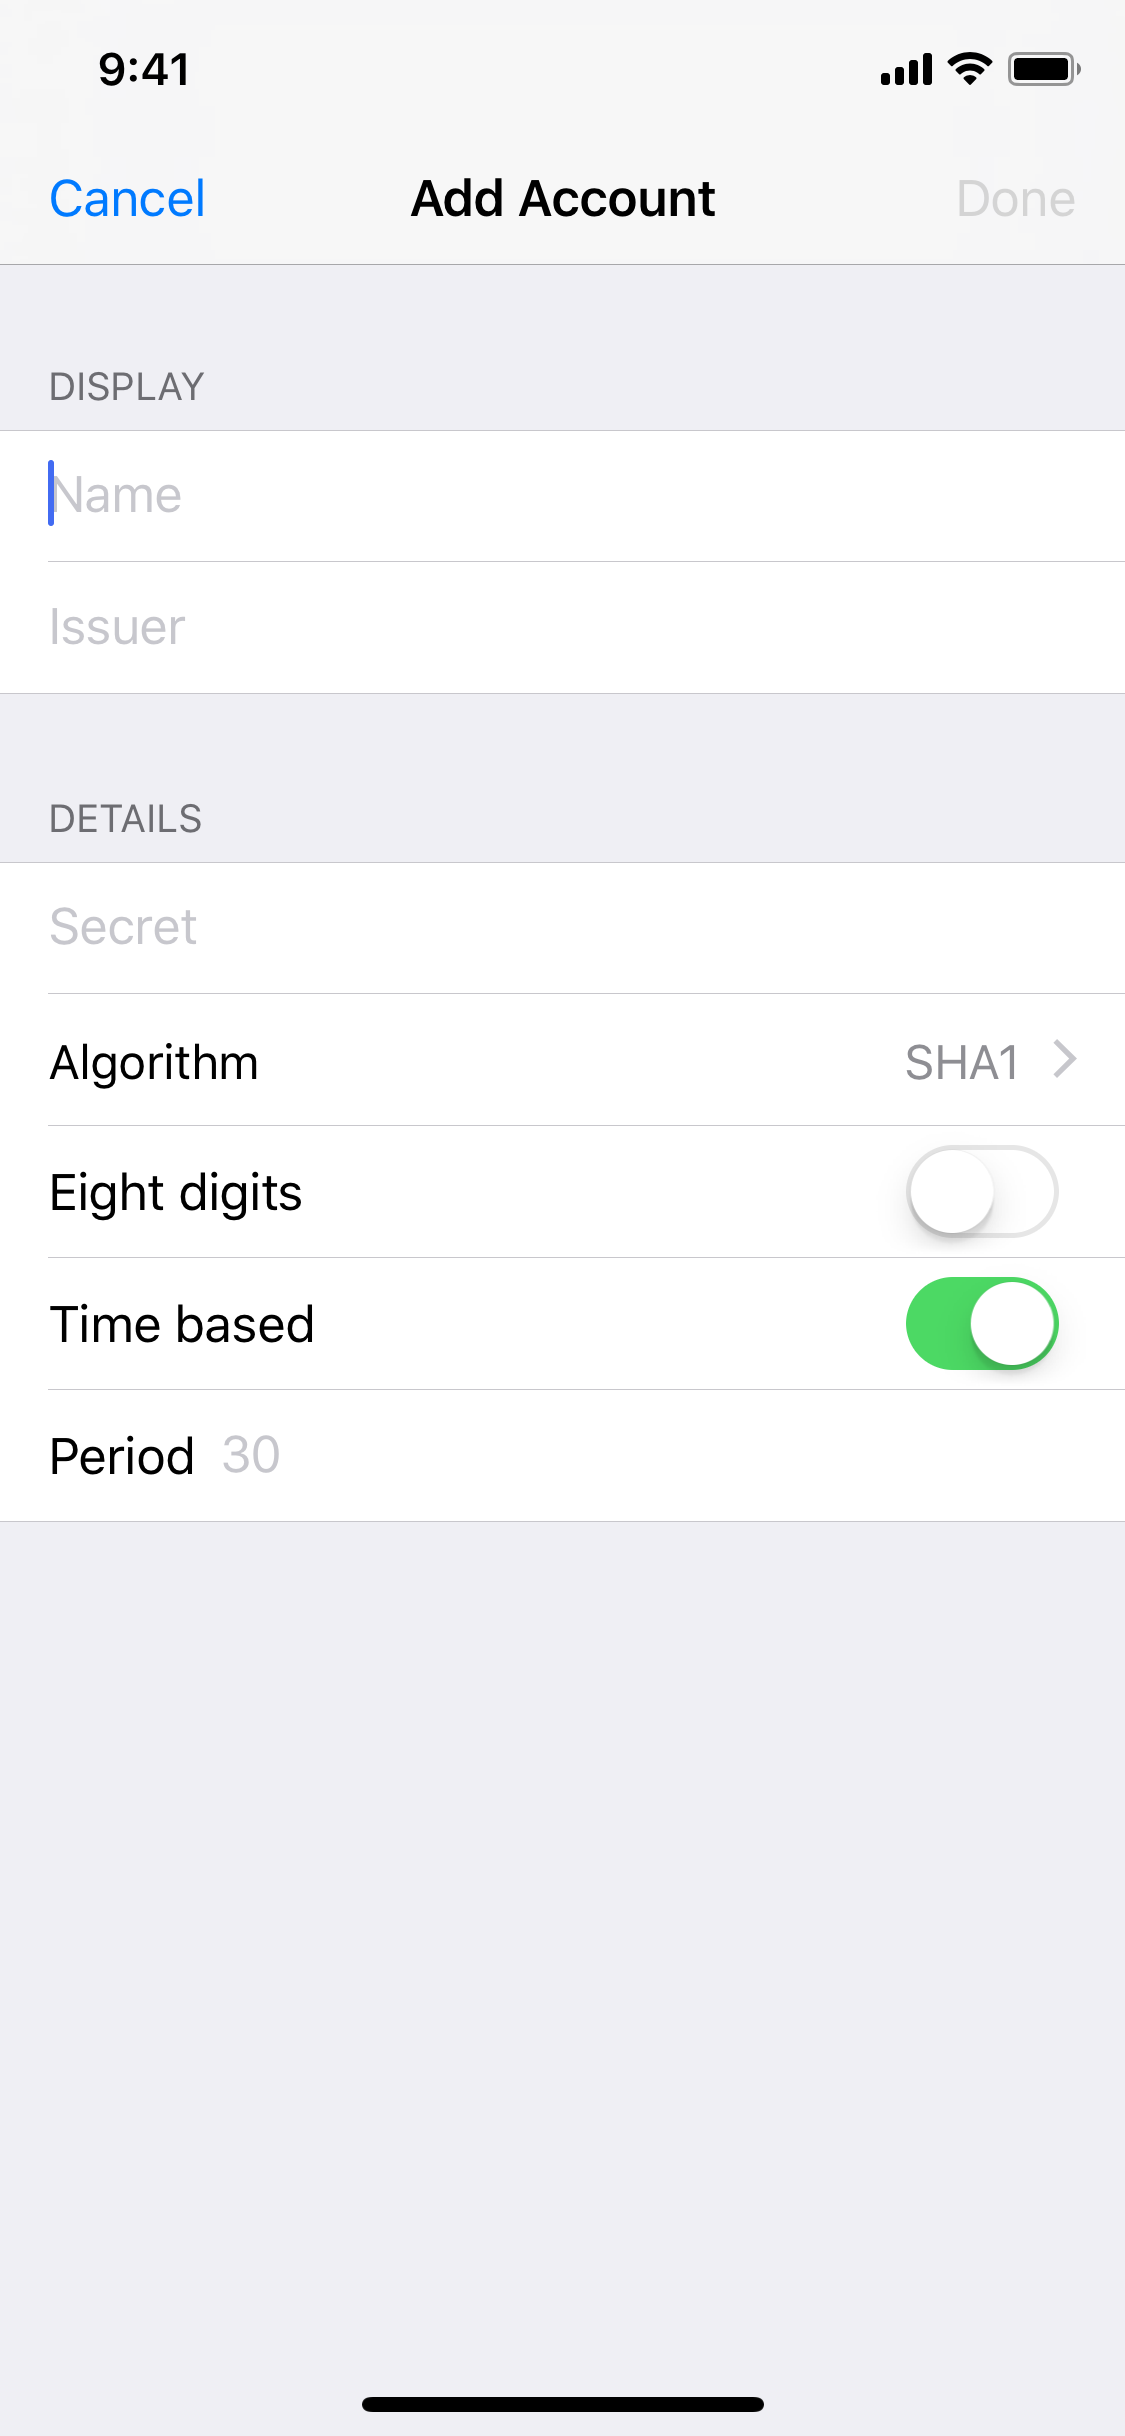 9:41
Cancel Add Account Done
DISPLAY
Name
Issuer
DETAILS
Secret
Algorithm SHA1
Eight digits
Time based
Period 30